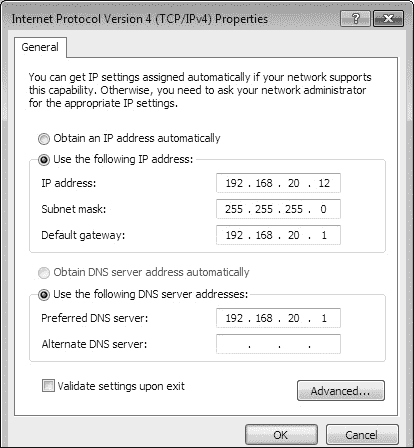 Internet Protocol Version 4 (TCP/IPv4) Properties
General
You can get IP settings assigned automatically if your network supports
this capability. Otherwise, you need to ask your network administrator
for the appropriate IP settings.
Obtain an IP address automatically
Use the following IP address:
IP address: 192 . 168 . 20 . 12
Subnet mask: 255 . 255 . 255 . 0
Default gateway: 192 . 168 . 20 . 1
Obtain DNS server address automatically
Use the following DNS server addresses:
Preferred DNS server: 192 . 168 . 20 . 1
Alternate DNS server: . . .
Validate settings upon exit
Advanced...
OK Cancel